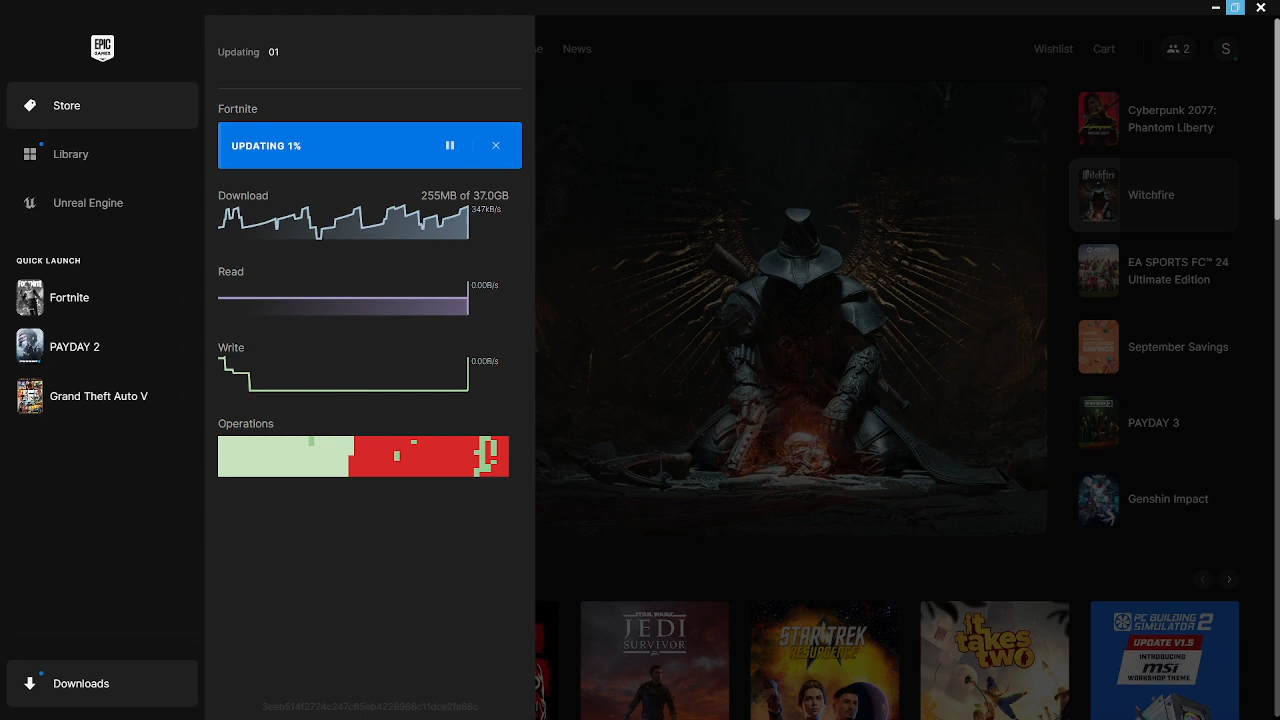 EPIC
GAMES
Store
Library
Unreal Engine
QUICK LAUNCH
Fortnite
PAYDAY 2
Grand Theft Auto V
Downloads
Updating 01
Fortnite
UPDATING 1%
Download 255MB of 37.0GB
347kB/s
Read
0.00B/s
Write
0.00B/s
Operations
News
Wishlist
Cart
2
S
Cyberpunk 2077:
Phantom Liberty
Witchfire
Witchfire
EA SPORTS FC™ 24
Ultimate Edition
SEPTEMBER
SAVINGS
September Savings
PAYDAY 3
Genshin Impact
STAR WARS
JEDI
SURVIVOR
STAR TREK
RESURGENCE
it
takes
two
PC BUILDING
SIMULATOR 2
UPDATE V1.5
INTRODUCING
msi
WORKSHOP THEME